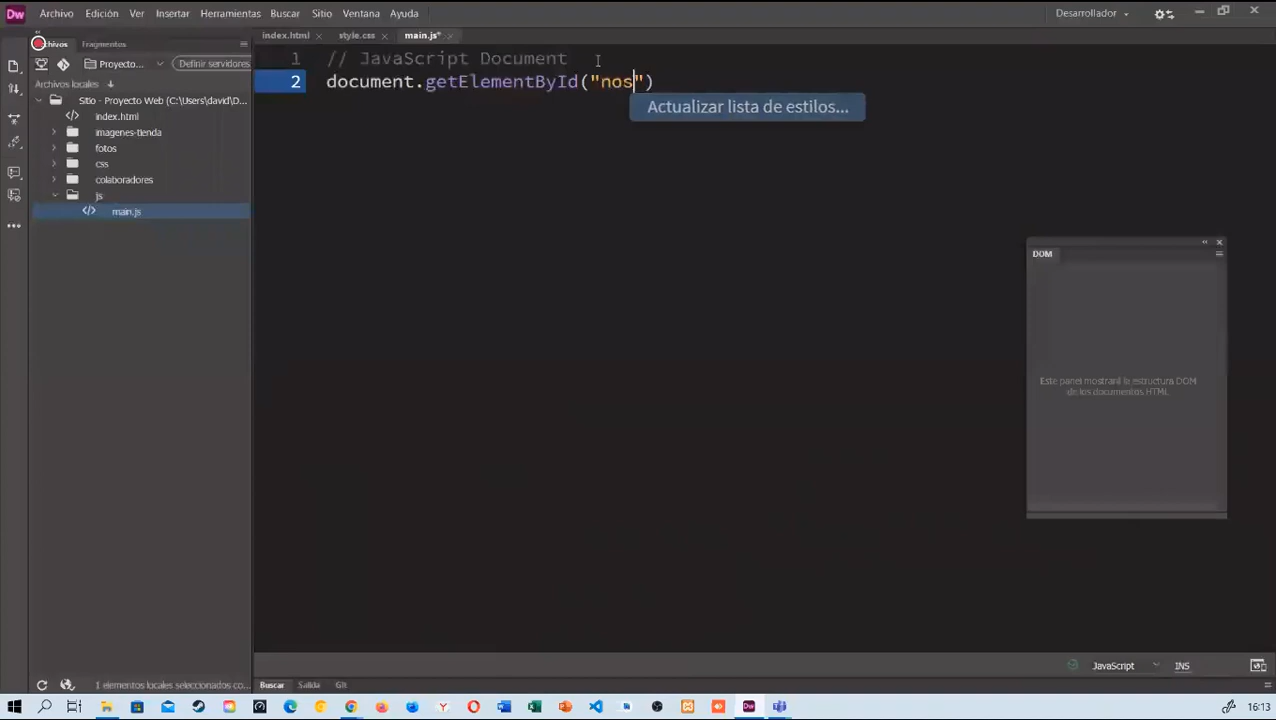 Dw Archivo Edición Ver Insertar Herramientas Buscar Sitio Ventana Ayuda Desarrollador
chivos Fragmentos
index.html style.css main.js*
Proyecto... Definir servidores
Archivos locales
Sitio - Proyecto Web (C:\Users\david\D...
index.html
imagenes-tienda
fotos
css
colaboradores
js
main.js
1 // JavaScript Document
2 document.getElementById("nos")
Actualizar lista de estilos...
DOM
Este panel mostrará la estructura DOM
de los documentos HTML.
JavaScript INS
1 elementos locales seleccionados co...
Buscar Salida Git
Dw
16:13